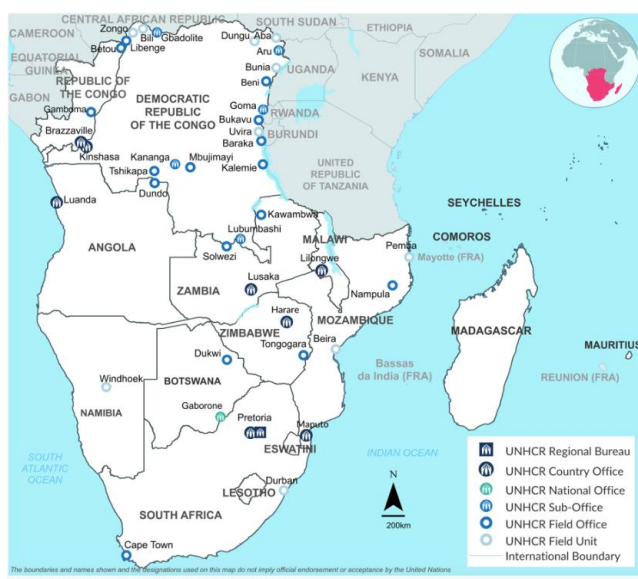 CENTRAL AFRICAN REPUBLIC
SOUTH SUDAN
ETHIOPIA
CAMEROON
Zongo
Bili
Gbadolite
Dungu
Aba
Betou
Libenge
Aru
SOMALIA
EQUATORIAL
GUINEA
Bunia
UGANDA
REPUBLIC OF
THE CONGO
Beni
KENYA
GABON
DEMOCRATIC
REPUBLIC
OF THE CONGO
Gamboma
Goma
RWANDA
Bukavu
Uvira
BURUNDI
Brazzaville
Baraka
Kinshasa
Kananga
Mbujimayi
Kalemie
UNITED
REPUBLIC
OF TANZANIA
Tshikapa
Dundo
SEYCHELLES
Luanda
Kawambwa
COMOROS
Lubumbashi
MALAWI
Pemba
ANGOLA
Solwezi
Lilongwe
Mayotte (FRA)
ZAMBIA
Lusaka
Nampula
Harare
MOZAMBIQUE
MADAGASCAR
ZIMBABWE
Beira
MAURITIUS
Dukwi
Tongogara
Bassas
da India (FRA)
REUNION (FRA)
Windhoek
BOTSWANA
NAMIBIA
Gaborone
Pretoria
Maputo
ESWATINI
SOUTH
ATLANTIC
OCEAN
INDIAN OCEAN
N
200km
LESOTHO
Durban
SOUTH AFRICA
Cape Town
UNHCR Regional Bureau
UNHCR Country Office
UNHCR National Office
UNHCR Sub-Office
UNHCR Field Office
UNHCR Field Unit
International Boundary
The boundaries and names shown and the designations used on this map do not imply official endorsement or acceptance by the United Nations